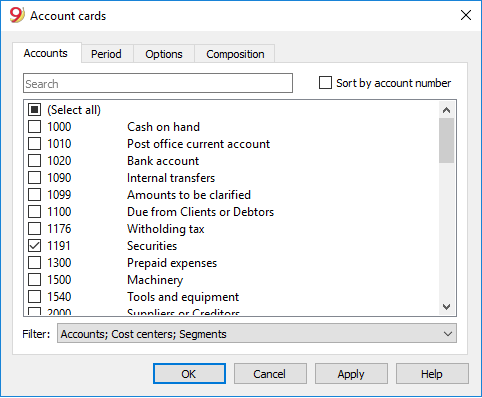 9 Account cards
Accounts Period Options Composition
Search Sort by account number
(Select all)
1000 Cash on hand
1010 Post office current account
1020 Bank account
1090 Internal transfers
1099 Amounts to be clarified
1100 Due from Clients or Debtors
1176 Witholding tax
1191 Securities
1300 Prepaid expenses
1500 Machinery
1540 Tools and equipment
2000 Suppliers or Creditors
Filter: Accounts; Cost centers; Segments
OK Cancel Apply Help